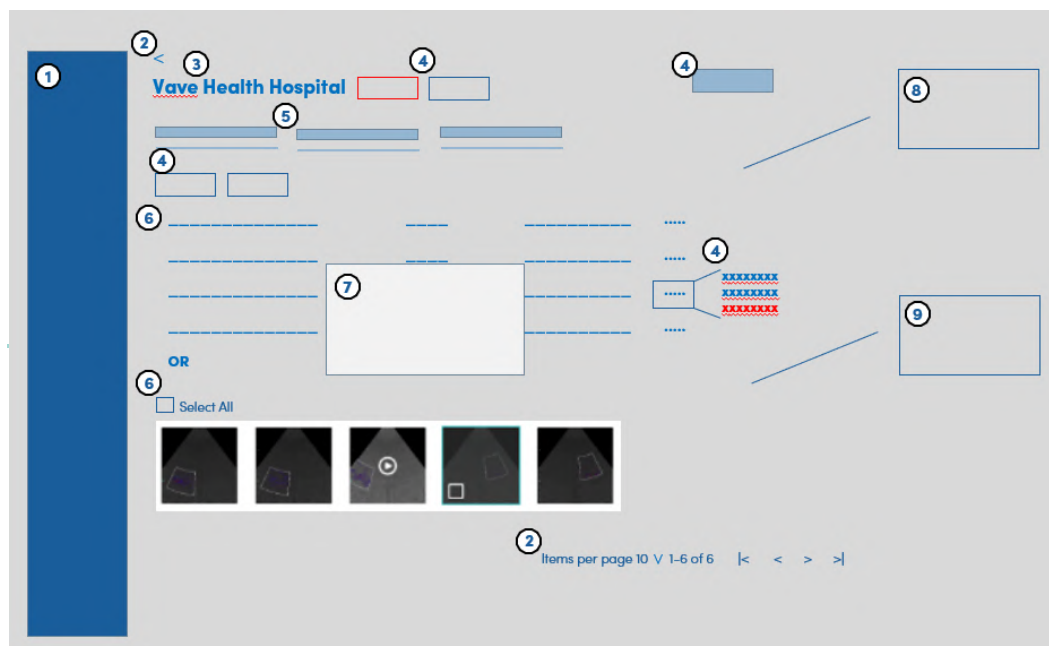 2
<
1
3
4
4
Vave Health Hospital
8
5
4
6
4
xxxxxxxx
7
xxxxxxxx
9
xxxxxxxx
OR
6
Select All
2
Items per page 10 V 1-6 of 6 |< < > >|